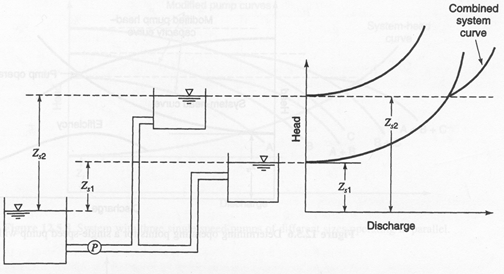 Combined
system
curve
Z_s2
Z_s1
P
Head
Z_s2
Z_s1
Discharge